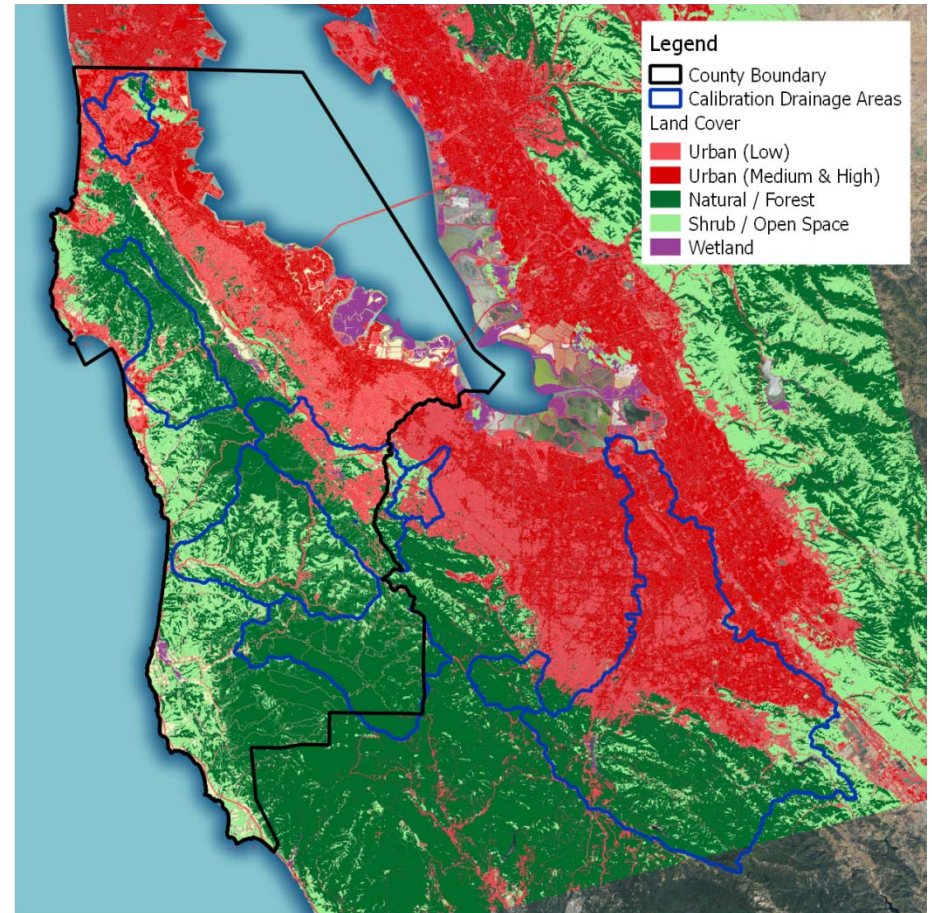 Legend
County Boundary
Calibration Drainage Areas
Land Cover
Urban (Low)
Urban (Medium & High)
Natural / Forest
Shrub / Open Space
Wetland